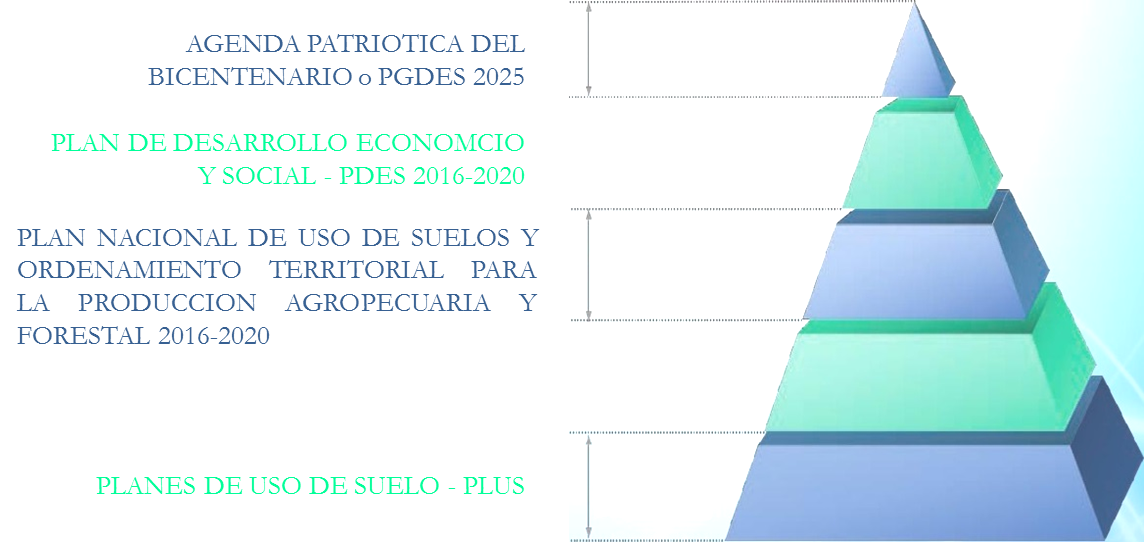 AGENDA PATRIOTICA DEL
BICENTENARIO o PGDES 2025
PLAN DE DESARROLLO ECONOMCIO
Y SOCIAL - PDES 2016-2020
PLAN NACIONAL DE USO DE SUELOS Y
ORDENAMIENTO TERRITORIAL PARA
LA PRODUCCION AGROPECUARIA Y
FORESTAL 2016-2020
PLANES DE USO DE SUELO - PLUS